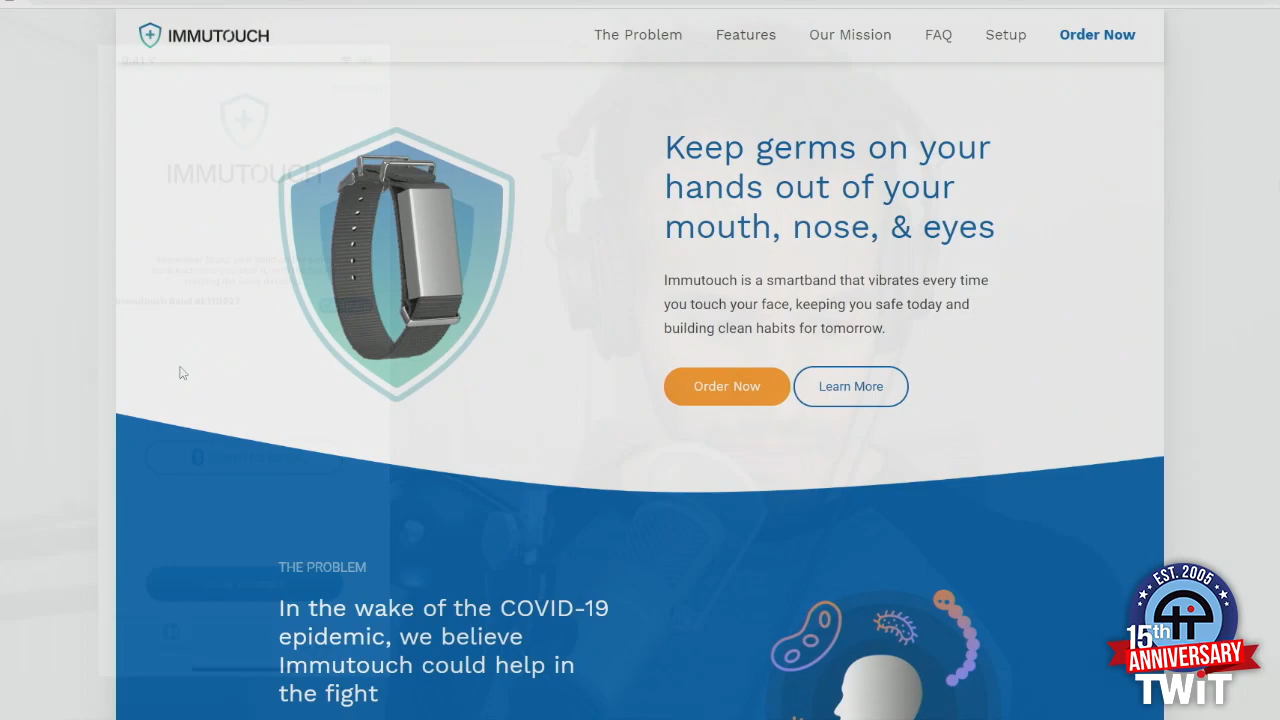 IMMUTOUCH
The Problem
Features
Our Mission
FAQ
Setup
Order Now
9:41
IMMUTOUCH
Keep germs on your
hands out of your
mouth, nose, & eyes
Immutouch is a smartband that vibrates every time
you touch your face, keeping you safe today and
building clean habits for tomorrow.
Order Now
Learn More
THE PROBLEM
In the wake of the COVID-19
epidemic, we believe
Immutouch could help in
the fight
EST. 2005
15th
ANNIVERSARY
TWiT